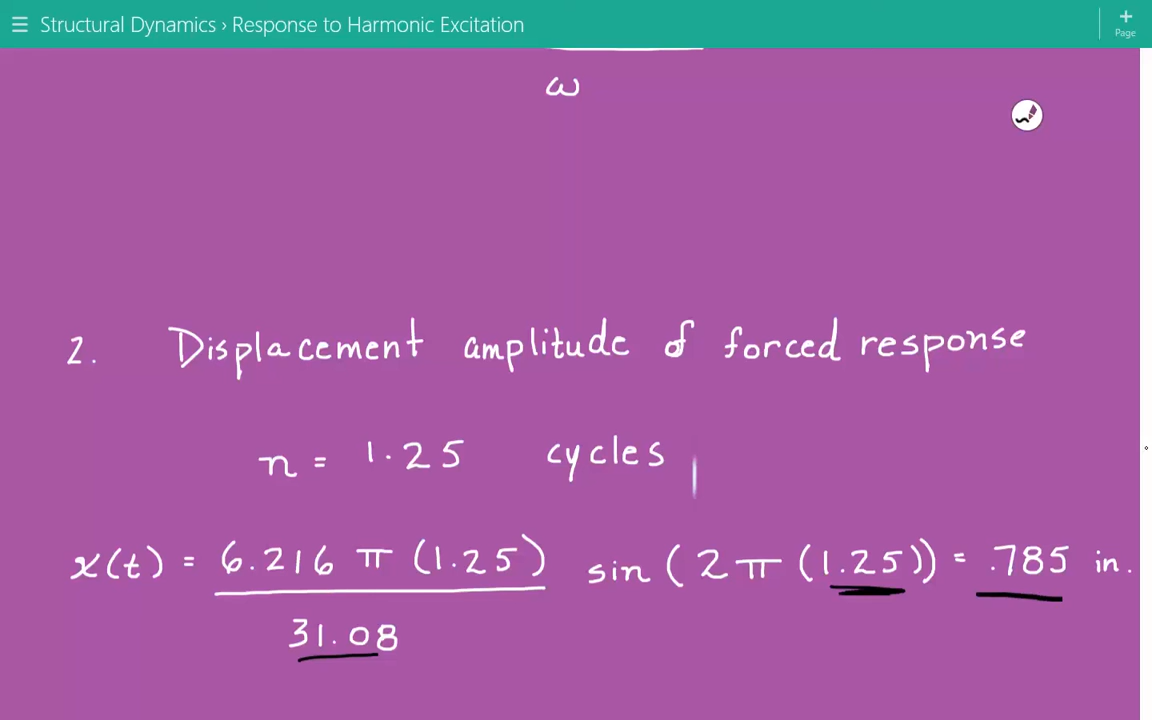 Structural Dynamics › Response to Harmonic Excitation
Page
ω
2. Displacement amplitude of forced response
n = 1.25 cycles
x(t) = 6.216 π (1.25) sin (2π (1.25)) = .785 in.
31.08